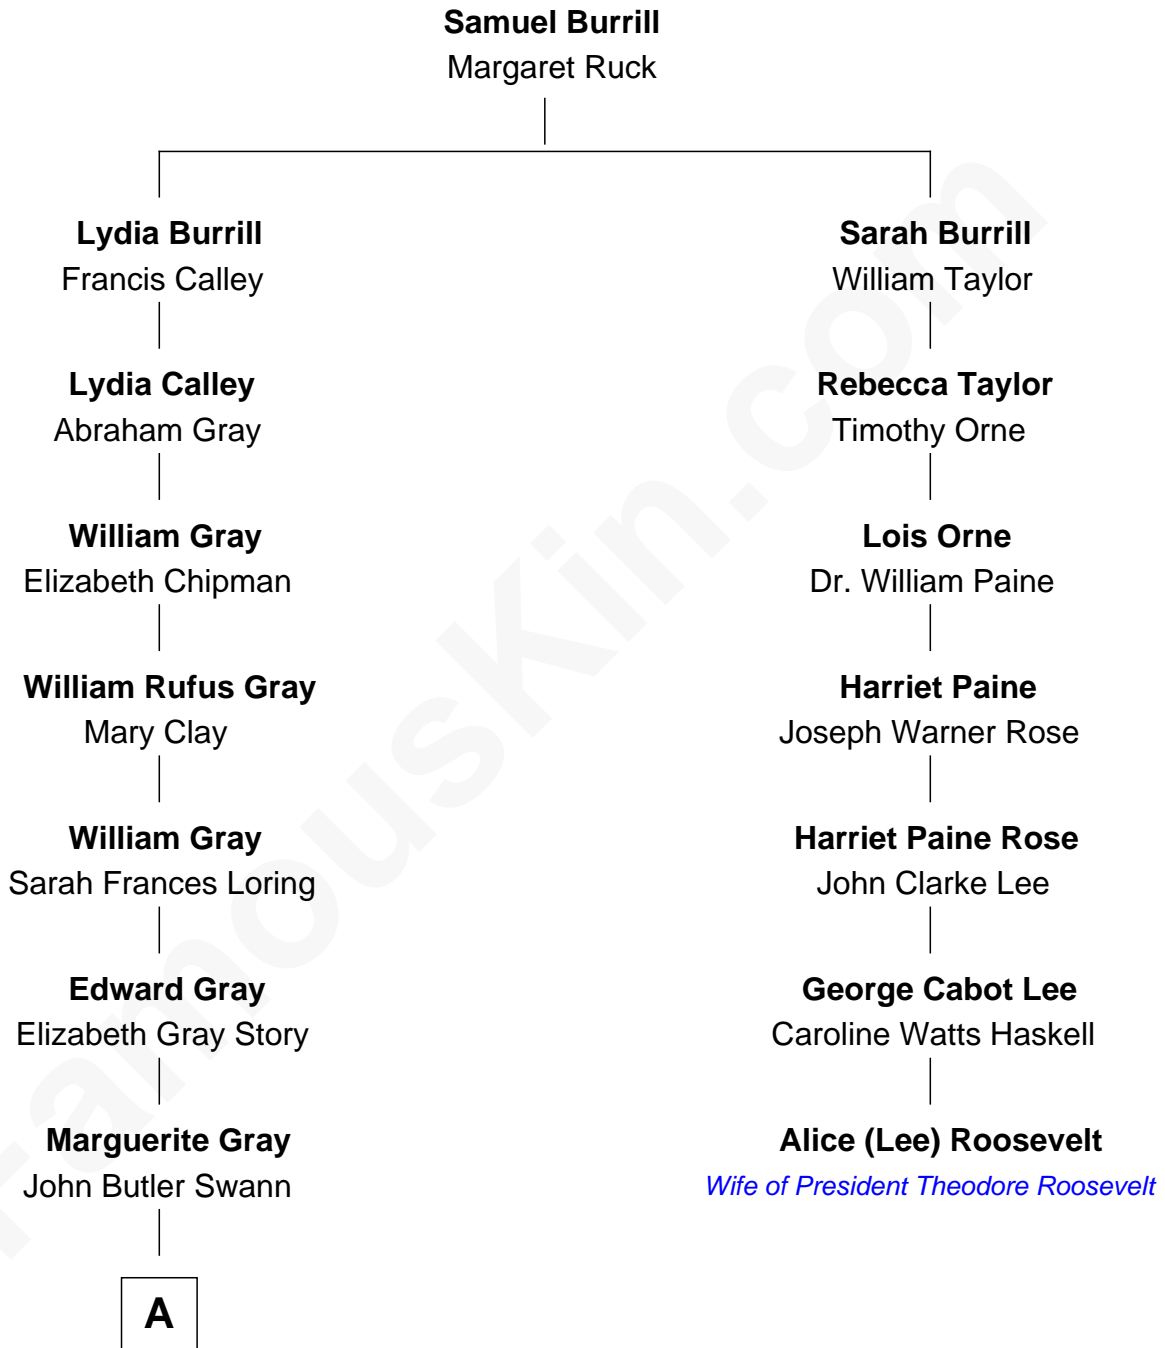 Samuel Burrill
Margaret Ruck
Lydia Burrill
Francis Calley
Lydia Calley
Abraham Gray
William Gray
Elizabeth Chipman
William Rufus Gray
Mary Clay
William Gray
Sarah Frances Loring
Edward Gray
Elizabeth Gray Story
Marguerite Gray
John Butler Swann
A
Sarah Burrill
William Taylor
Rebecca Taylor
Timothy Orne
Lois Orne
Dr. William Paine
Harriet Paine
Joseph Warner Rose
Harriet Paine Rose
John Clarke Lee
George Cabot Lee
Caroline Watts Haskell
Alice (Lee) Roosevelt
Wife of President Theodore Roosevelt
FamousKin.com